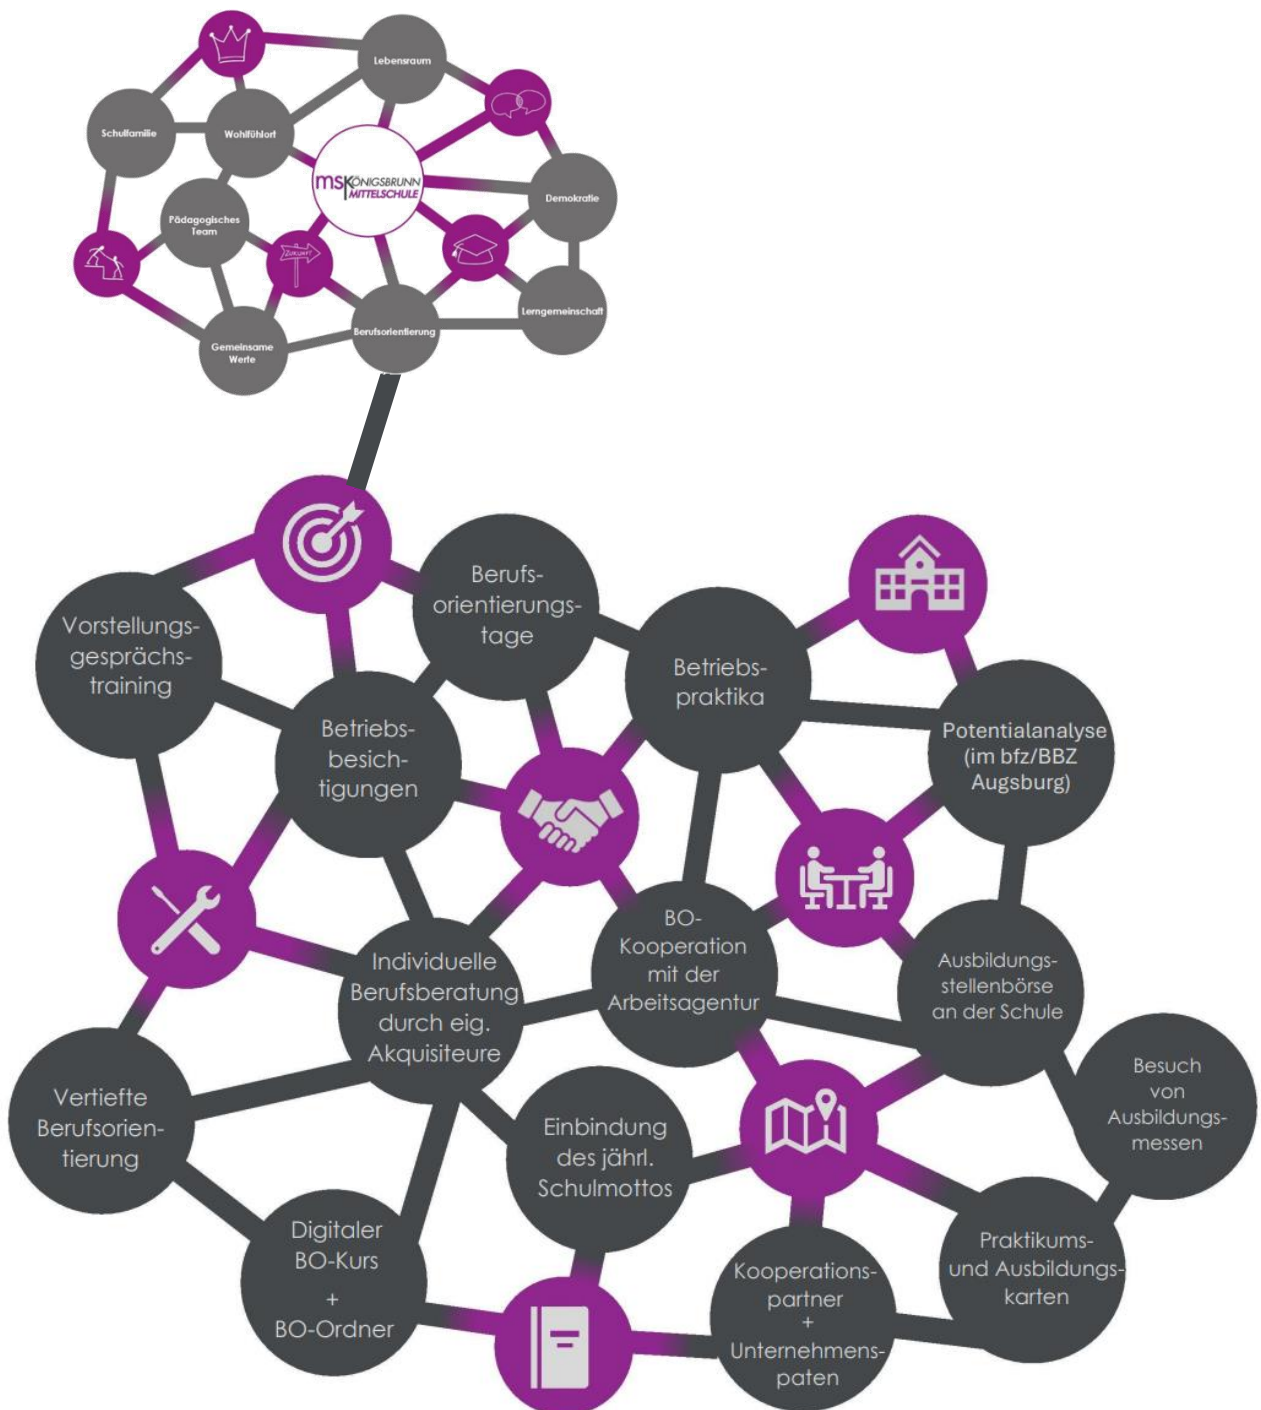 Lebensraum
Schulfamilie
Wohlfühlort
msKÖNIGSBRUNN
MITTELSCHULE
Demokratie
Pädagogisches
Team
ZUKUNFT
Lerngemeinschaft
Berufsorientierung
Gemeinsame
Werte
Berufs-
orientierungs-
tage
Vorstellungs-
gesprächs-
training
Betriebs-
praktika
Betriebs-
besich-
tigungen
Potentialanalyse
(im bfz/BBZ
Augsburg)
BO-
Kooperation
mit der
Arbeitsagentur
Individuelle
Berufsberatung
durch eig.
Akquisiteure
Ausbildungs-
stellenbörse
an der Schule
Besuch
von
Ausbildungs-
messen
Vertiefte
Berufsorien-
tierung
Einbindung
des jährl.
Schulmottos
Digitaler
BO-Kurs
+
BO-Ordner
Kooperations-
partner
+
Unternehmens-
paten
Praktikums-
und Ausbildungs-
karten